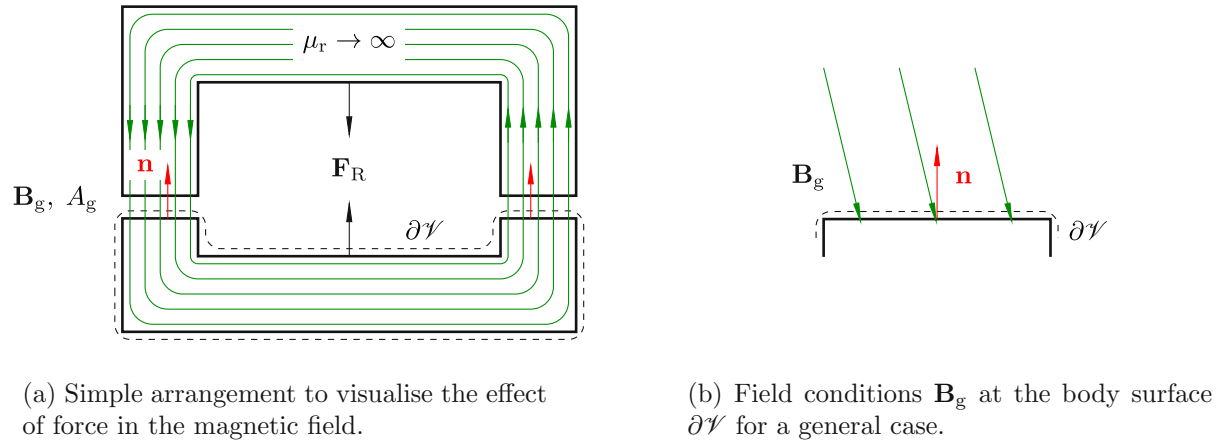 μr → ∞
n
FR
Bg, Ag
∂𝒱
Bg
n
∂𝒱
(a) Simple arrangement to visualise the effect
of force in the magnetic field.
(b) Field conditions Bg at the body surface
∂𝒱 for a general case.